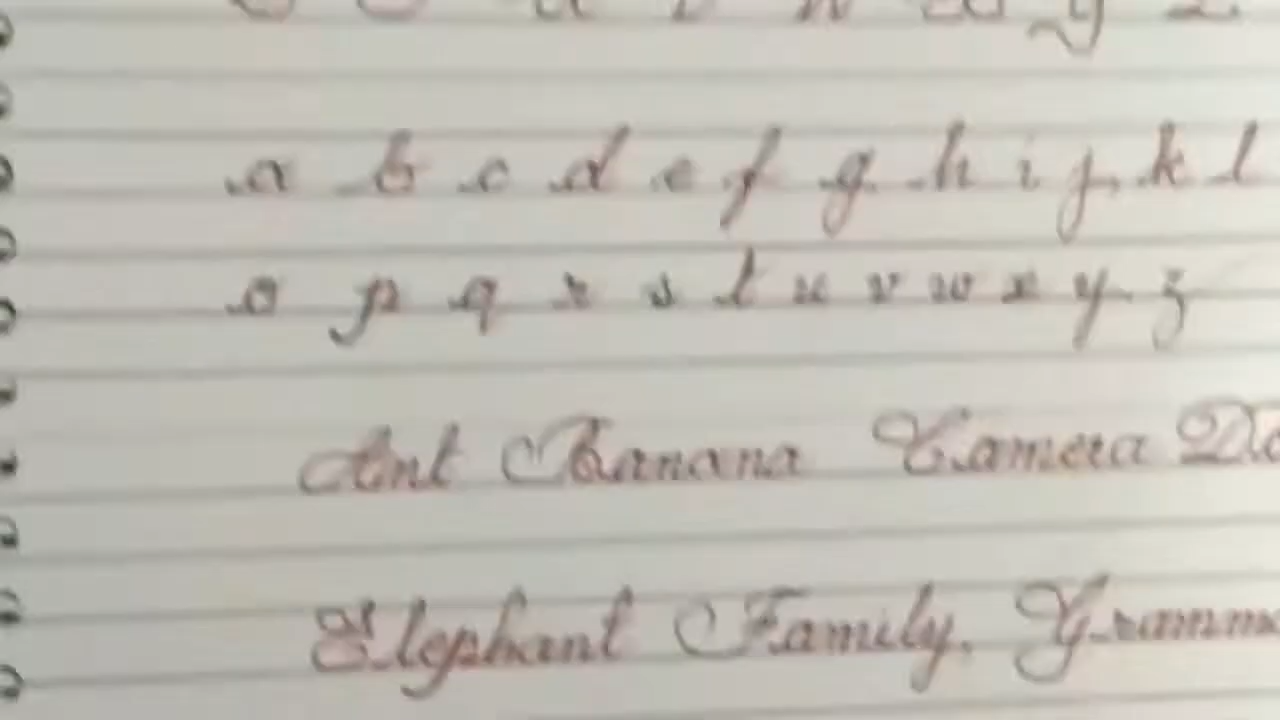 a b c d e f g h i j k l
o p q r s t u v w x y z
Ant Banana Camera
Elephant Family.